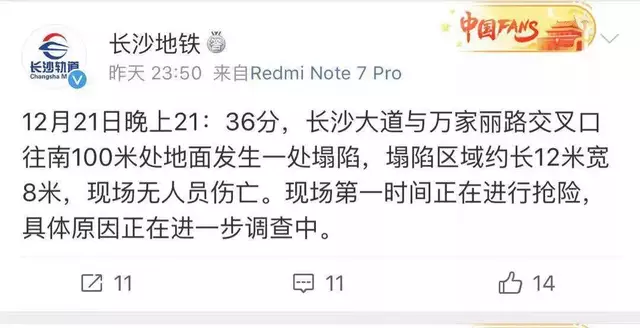 长沙轨道
Changsha M
长沙地铁
中国FANS
昨天 23:50 来自Redmi Note 7 Pro
12月21日晚上21：36分，长沙大道与万家丽路交叉口
往南100米处地面发生一处塌陷，塌陷区域约长12米宽
8米，现场无人员伤亡。现场第一时间正在进行抢险，
具体原因正在进一步调查中。
11 11 14